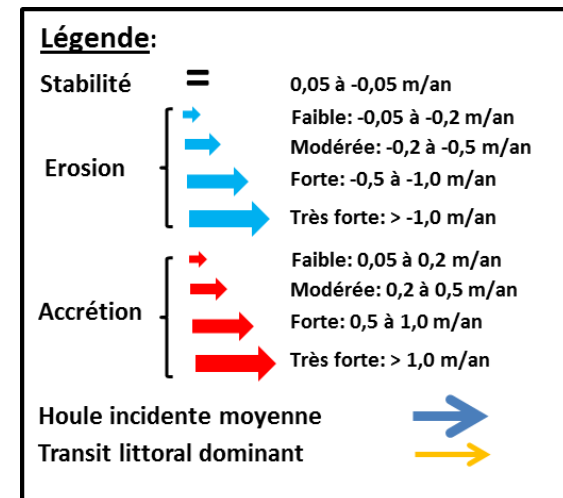 Légende:
Stabilité = 0,05 à -0,05 m/an
Faible: -0,05 à -0,2 m/an
Modérée: -0,2 à -0,5 m/an
Erosion
Forte: -0,5 à -1,0 m/an
Très forte: > -1,0 m/an
Faible: 0,05 à 0,2 m/an
Modérée: 0,2 à 0,5 m/an
Accrétion
Forte: 0,5 à 1,0 m/an
Très forte: > 1,0 m/an
Houle incidente moyenne
Transit littoral dominant